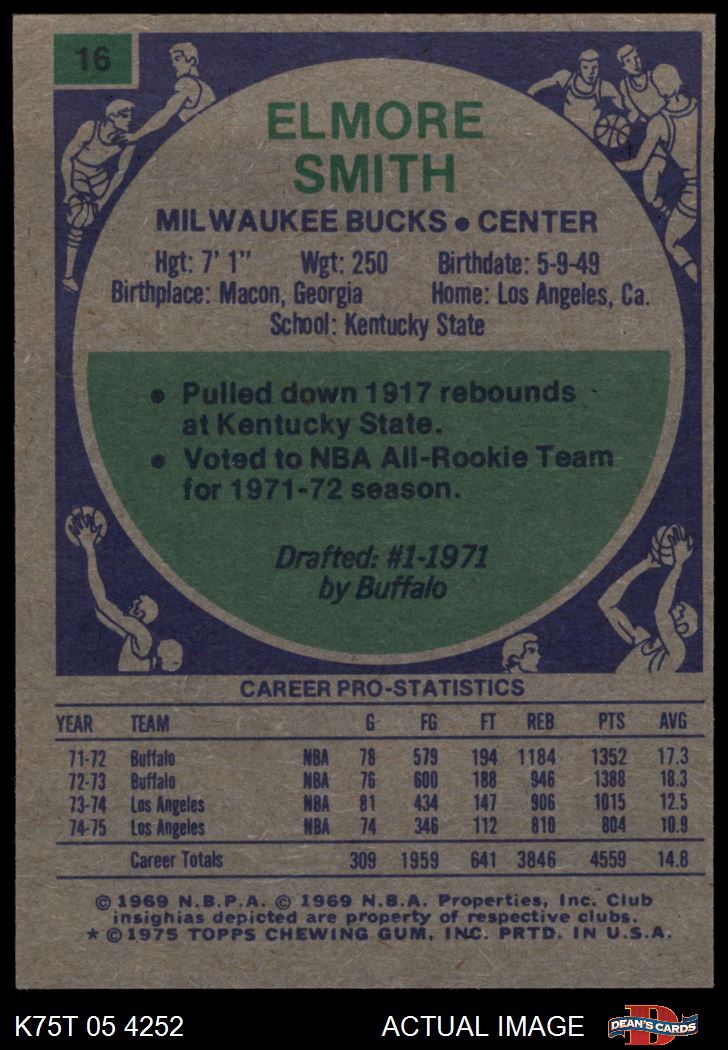 16
ELMORE
SMITH
MILWAUKEE BUCKS • CENTER
Hgt: 7' 1" Wgt: 250 Birthdate: 5-9-49
Birthplace: Macon, Georgia Home: Los Angeles, Ca.
School: Kentucky State
• Pulled down 1917 rebounds
at Kentucky State.
• Voted to NBA All-Rookie Team
for 1971-72 season.
Drafted: #1-1971
by Buffalo
CAREER PRO-STATISTICS
YEAR TEAM G FG FT REB PTS AVG
71-72 Buffalo NBA 78 579 194 1184 1352 17.3
72-73 Buffalo NBA 76 600 188 946 1388 18.3
73-74 Los Angeles NBA 81 434 147 906 1015 12.5
74-75 Los Angeles NBA 74 346 112 810 804 10.9
Career Totals 309 1959 641 3846 4559 14.8
© 1969 N.B.P.A. © 1969 N.B.A. Properties, Inc. Club
insighias depicted are property of respective clubs.
* © 1975 TOPPS CHEWING GUM, INC. PRTD. IN U.S.A.
K75T 05 4252 ACTUAL IMAGE DEAN'S CARDS